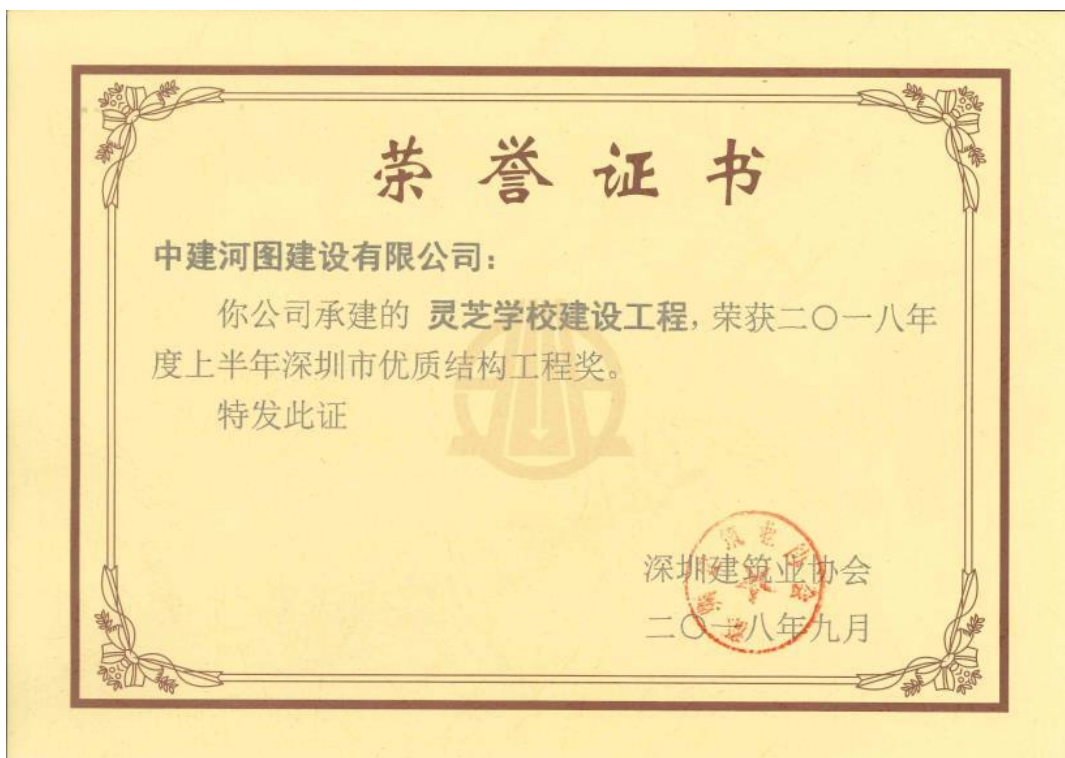 荣誉证书
中建河图建设有限公司：
你公司承建的 灵芝学校建设工程，荣获二〇一八年
度上半年深圳市优质结构工程奖。
特发此证
深圳建筑业协会
二〇一八年九月